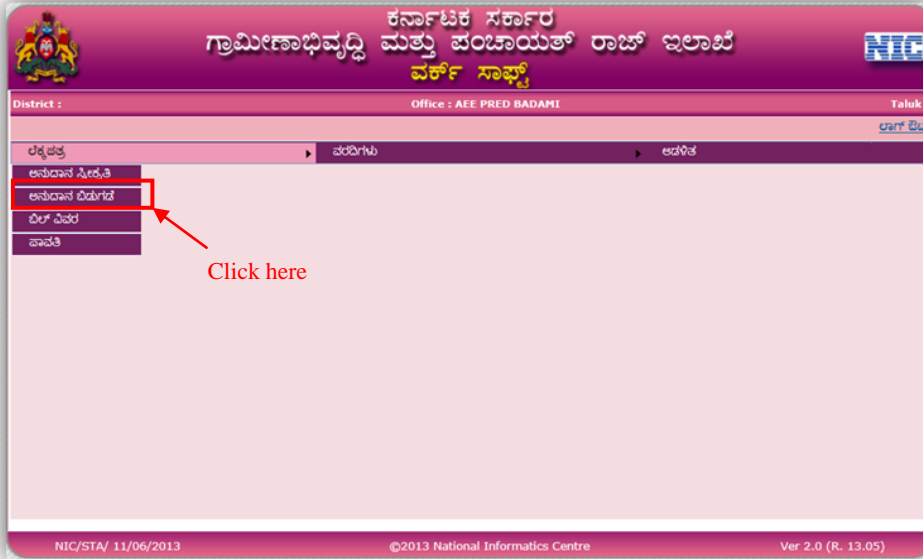 ಕರ್ನಾಟಕ ಸರ್ಕಾರ
ಗ್ರಾಮೀಣಾಭಿವೃದ್ಧಿ ಮತ್ತು ಪಂಚಾಯತ್ ರಾಜ್ ಇಲಾಖೆ
NIC
ವರ್ಕ್ ಸಾಫ್ಟ್
District : Office : AEE PRED BADAMI Taluk
ಲಾಗ್ ಔಟ
ಲೆಕ್ಕಪತ್ರ ವರದಿಗಳು ಆಡಳಿತ
ಅನುದಾನ ಸ್ವೀಕೃತಿ
ಅನುದಾನ ಬಿಡುಗಡೆ
ಬಿಲ್ ವಿವರ
ಪಾವತಿ
Click here
NIC/STA/ 11/06/2013 ©2013 National Informatics Centre Ver 2.0 (R. 13.05)